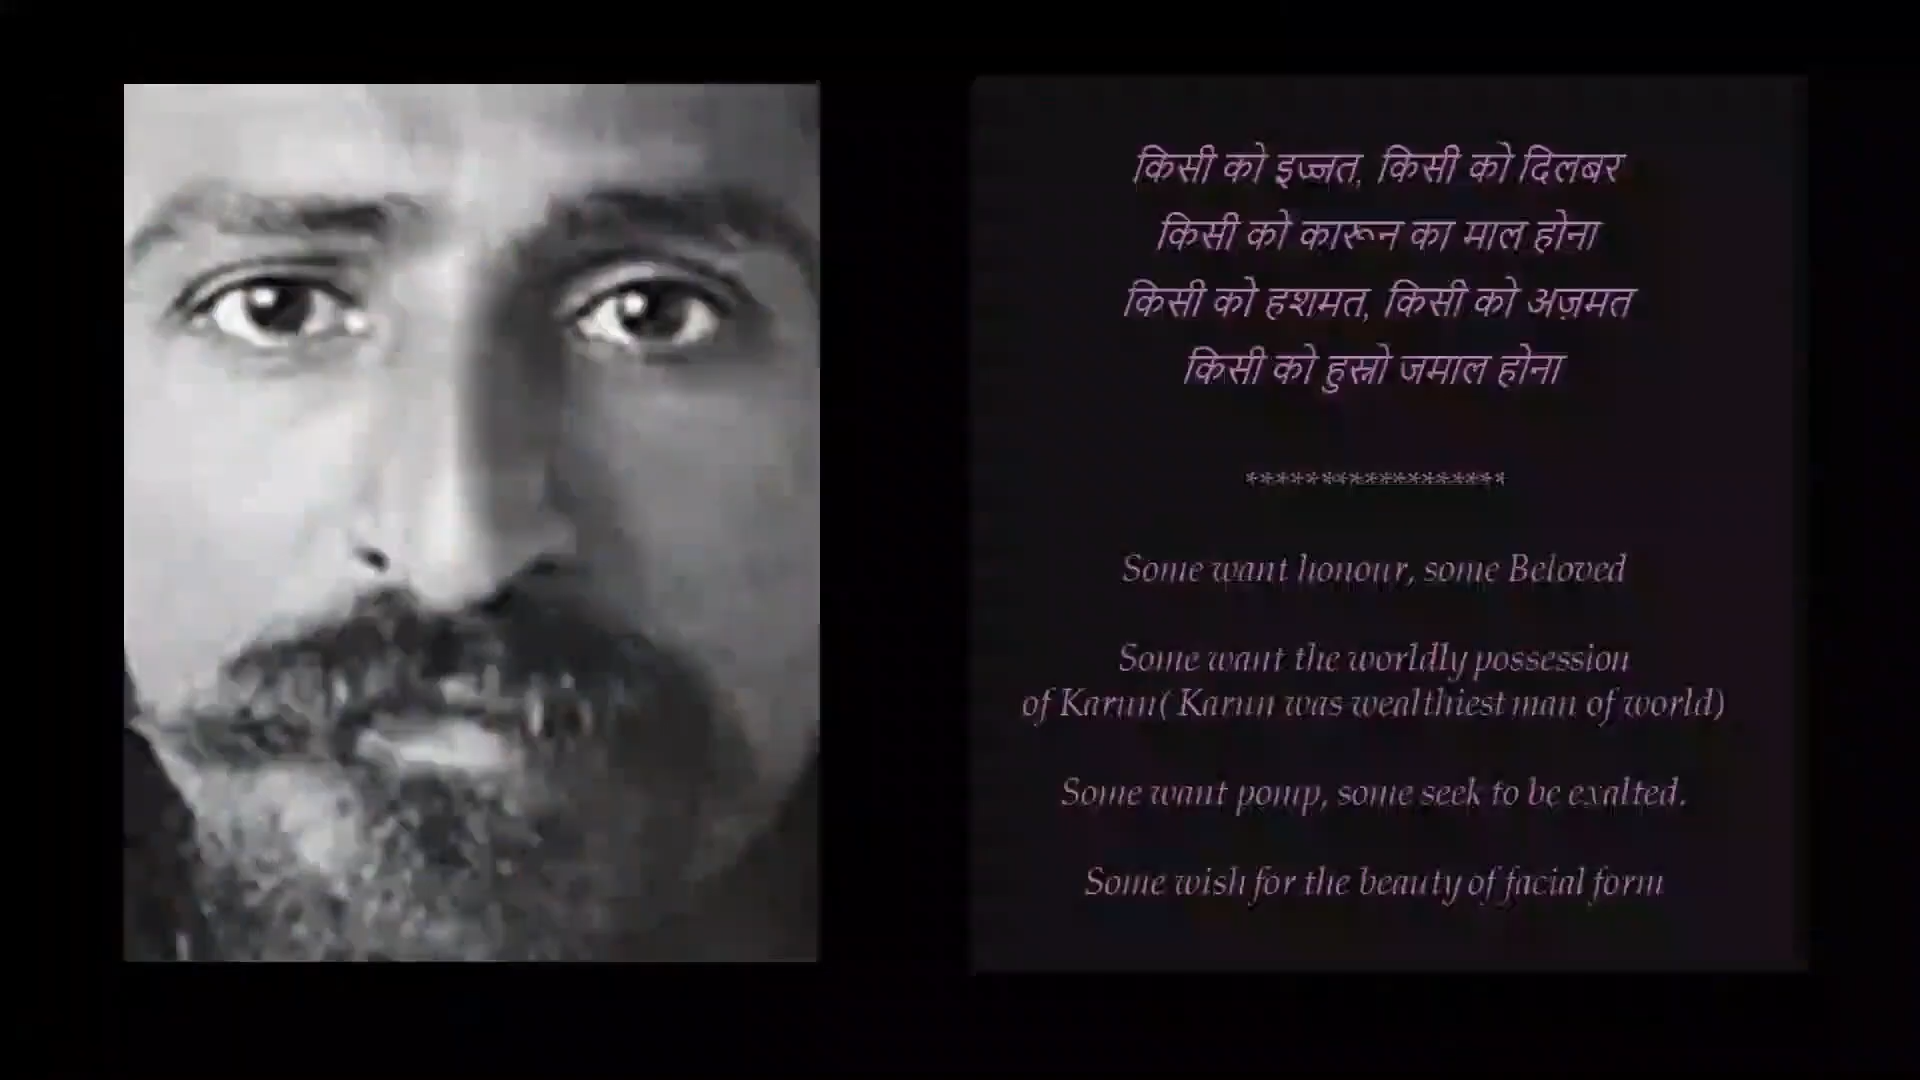 किसी को इज्जत, किसी को दिलबर
किसी को कारून का माल होना
किसी को हशमत, किसी को अज़मत
किसी को हुस्नो जमाल होना
******************
Some want honour, some Beloved
Some want the worldly possession
of Karun( Karun was wealthiest man of world)
Some want pomp, some seek to be exalted.
Some wish for the beauty of facial form